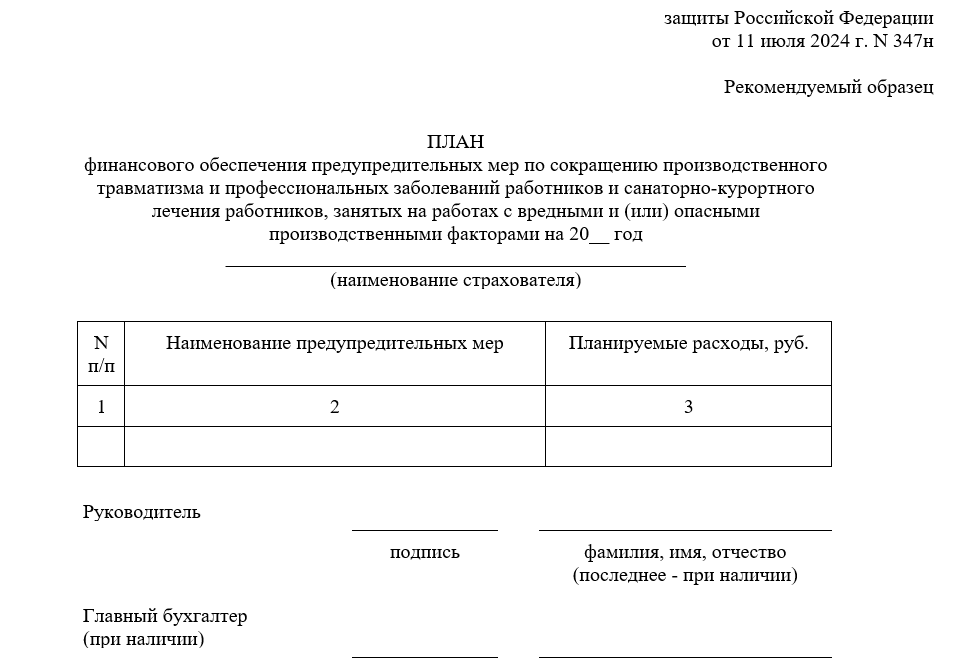 защиты Российской Федерации
от 11 июля 2024 г. N 347н
Рекомендуемый образец
ПЛАН
финансового обеспечения предупредительных мер по сокращению производственного
травматизма и профессиональных заболеваний работников и санаторно-курортного
лечения работников, занятых на работах с вредными и (или) опасными
производственными факторами на 20__ год
(наименование страхователя)
N
п/п
Наименование предупредительных мер
Планируемые расходы, руб.
1
2
3
Руководитель
подпись
фамилия, имя, отчество
(последнее - при наличии)
Главный бухгалтер
(при наличии)